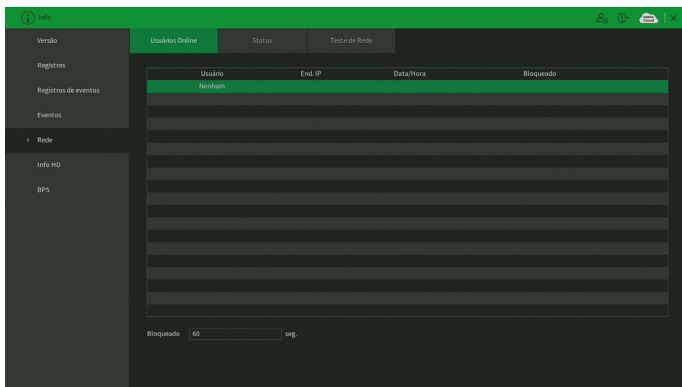 Info
Versão
Registros
Registros de eventos
Eventos
> Rede
Info HD
BPS
Usuários Online Status Teste de Rede
Usuário End. IP Data/Hora Bloqueado
Nenhum
Bloqueado 60 seg.